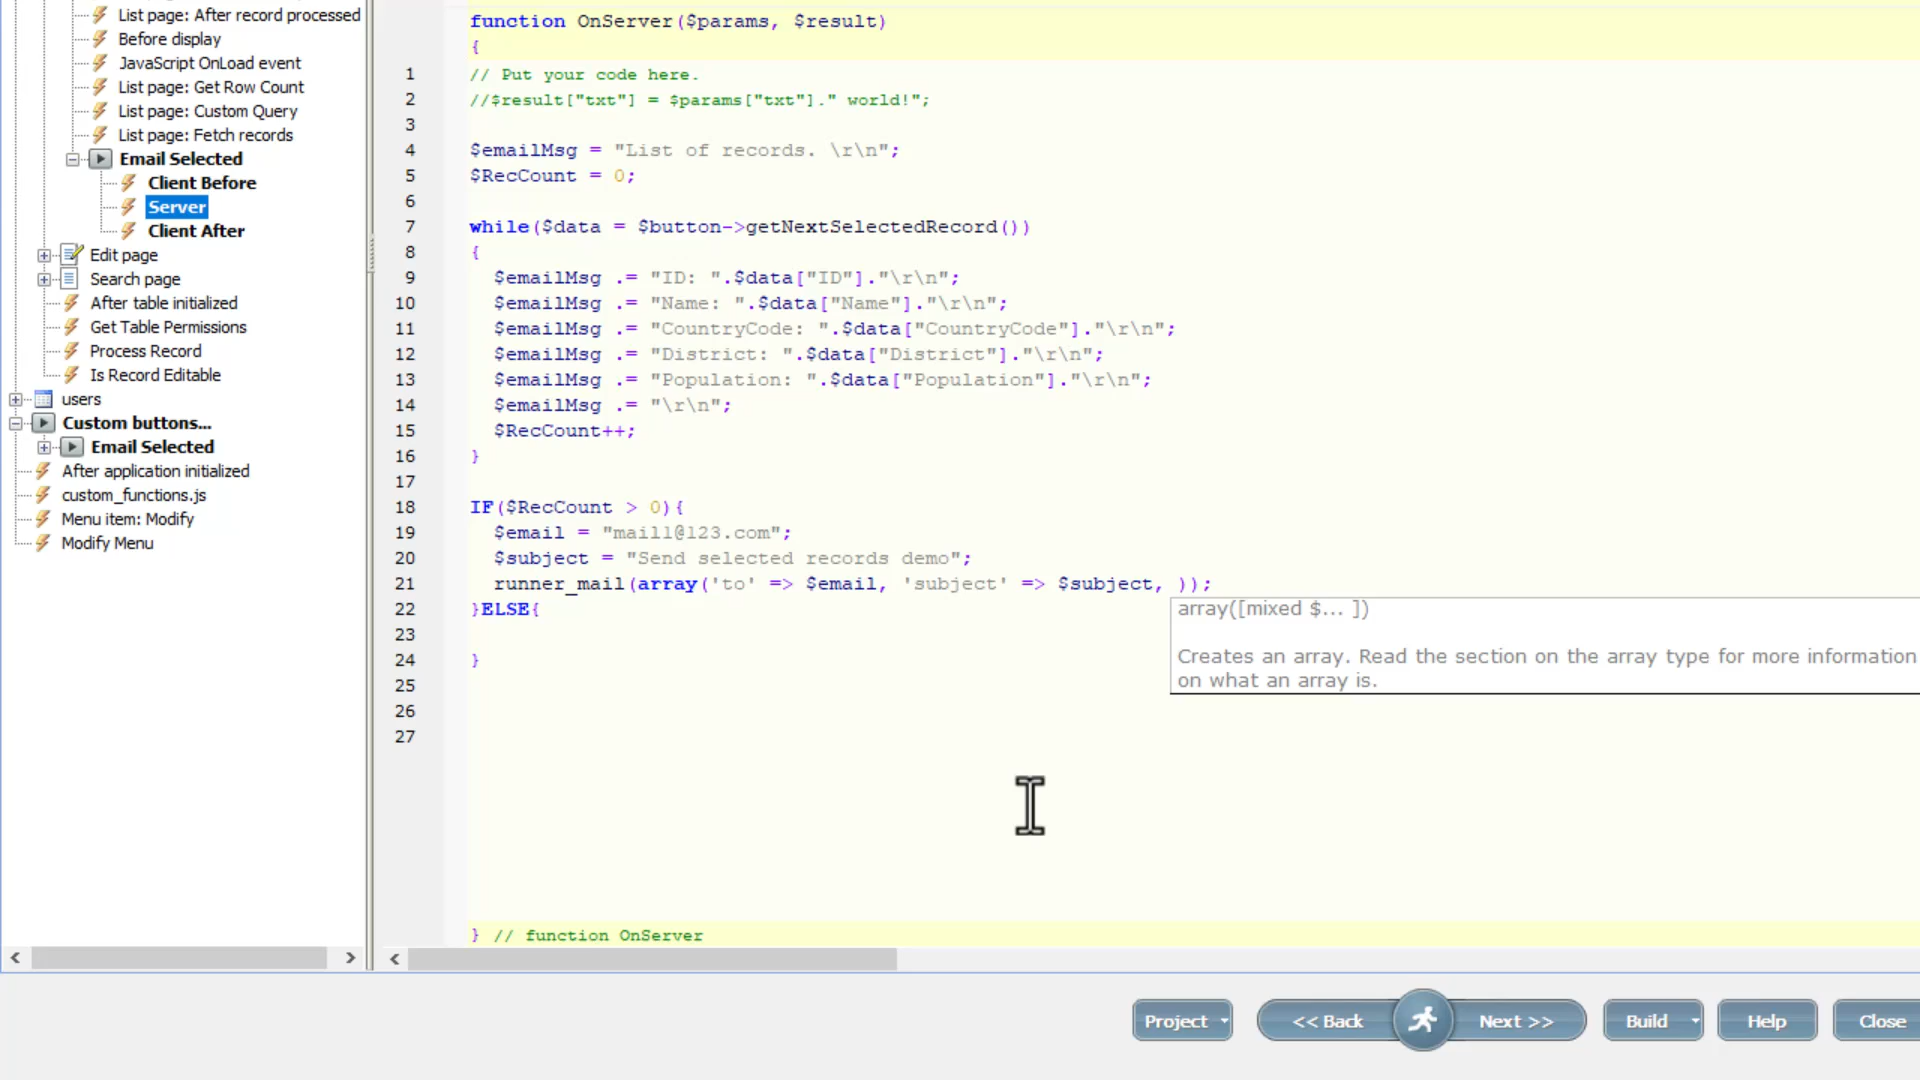 List page: After record processed
Before display
JavaScript OnLoad event
List page: Get Row Count
List page: Custom Query
List page: Fetch records
Email Selected
Client Before
Server
Client After
Edit page
Search page
After table initialized
Get Table Permissions
Process Record
Is Record Editable
users
Custom buttons...
Email Selected
After application initialized
custom_functions.js
Menu item: Modify
Modify Menu
function OnServer($params, $result)
{
1 // Put your code here.
2 //$result["txt"] = $params["txt"]." world!";
3
4 $emailMsg = "List of records. \r\n";
5 $RecCount = 0;
6
7 while($data = $button->getNextSelectedRecord())
8 {
9 $emailMsg .= "ID: ".$data["ID"]."\r\n";
10 $emailMsg .= "Name: ".$data["Name"]."\r\n";
11 $emailMsg .= "CountryCode: ".$data["CountryCode"]."\r\n";
12 $emailMsg .= "District: ".$data["District"]."\r\n";
13 $emailMsg .= "Population: ".$data["Population"]."\r\n";
14 $emailMsg .= "\r\n";
15 $RecCount++;
16 }
17
18 IF($RecCount > 0){
19 $email = "mail1@123.com";
20 $subject = "Send selected records demo";
21 runner_mail(array('to' => $email, 'subject' => $subject, ));
22 }ELSE{
23
24 }
25
26
27
array([mixed $... ])
Creates an array. Read the section on the array type for more information
on what an array is.
} // function OnServer
Project
<< Back
Next >>
Build
Help
Close